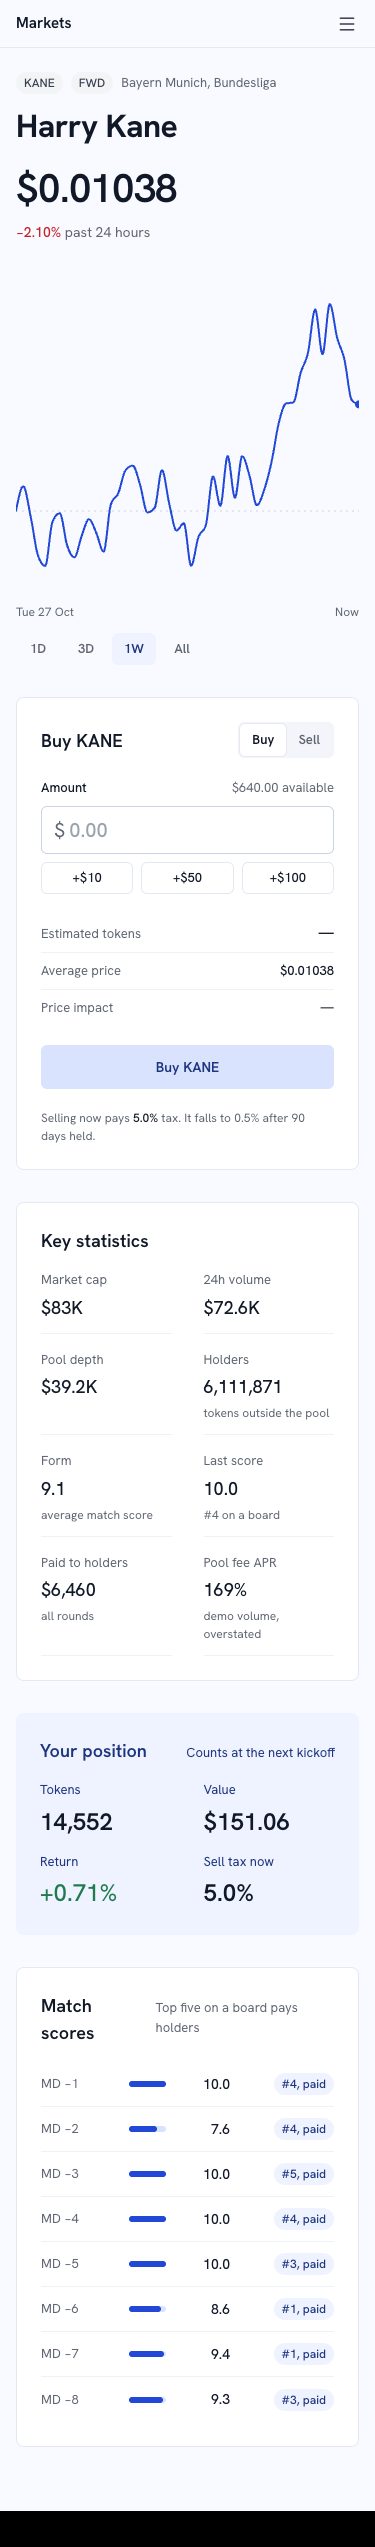 Markets
KANE FWD Bayern Munich, Bundesliga
Harry Kane
$0.01038
−2.10% past 24 hours
Tue 27 Oct Now
1D 3D 1W All
Buy KANE Buy Sell
Amount $640.00 available
$ 0.00
+$10 +$50 +$100
Estimated tokens —
Average price $0.01038
Price impact —
Buy KANE
Selling now pays 5.0% tax. It falls to 0.5% after 90
days held.
Key statistics
Market cap 24h volume
$83K $72.6K
Pool depth Holders
$39.2K 6,111,871
tokens outside the pool
Form Last score
9.1 10.0
average match score #4 on a board
Paid to holders Pool fee APR
$6,460 169%
all rounds demo volume,
overstated
Your position Counts at the next kickoff
Tokens Value
14,552 $151.06
Return Sell tax now
+0.71% 5.0%
Match
scores
Top five on a board pays
holders
MD −1 10.0 #4, paid
MD −2 7.6 #4, paid
MD −3 10.0 #5, paid
MD −4 10.0 #4, paid
MD −5 10.0 #3, paid
MD −6 8.6 #1, paid
MD −7 9.4 #1, paid
MD −8 9.3 #3, paid